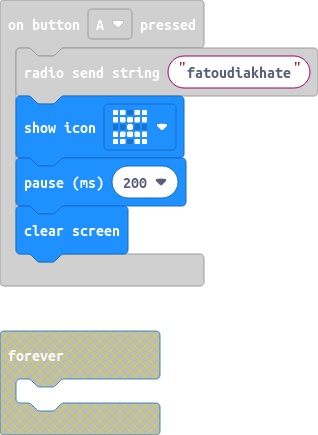 on button A pressed
radio send string "fatoudiakhate"
show icon
pause (ms) 200
clear screen
forever